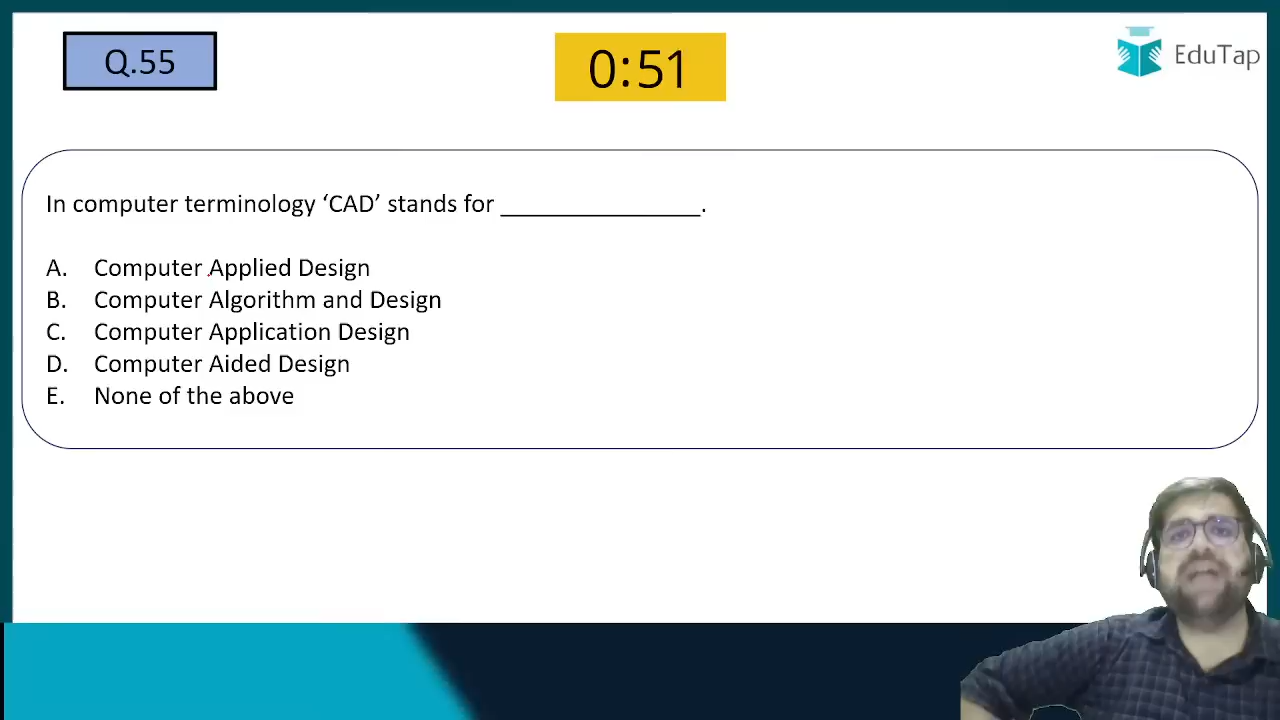 Q.55
0:51
EduTap
In computer terminology ‘CAD’ stands for _______________.
A. Computer Applied Design
B. Computer Algorithm and Design
C. Computer Application Design
D. Computer Aided Design
E. None of the above